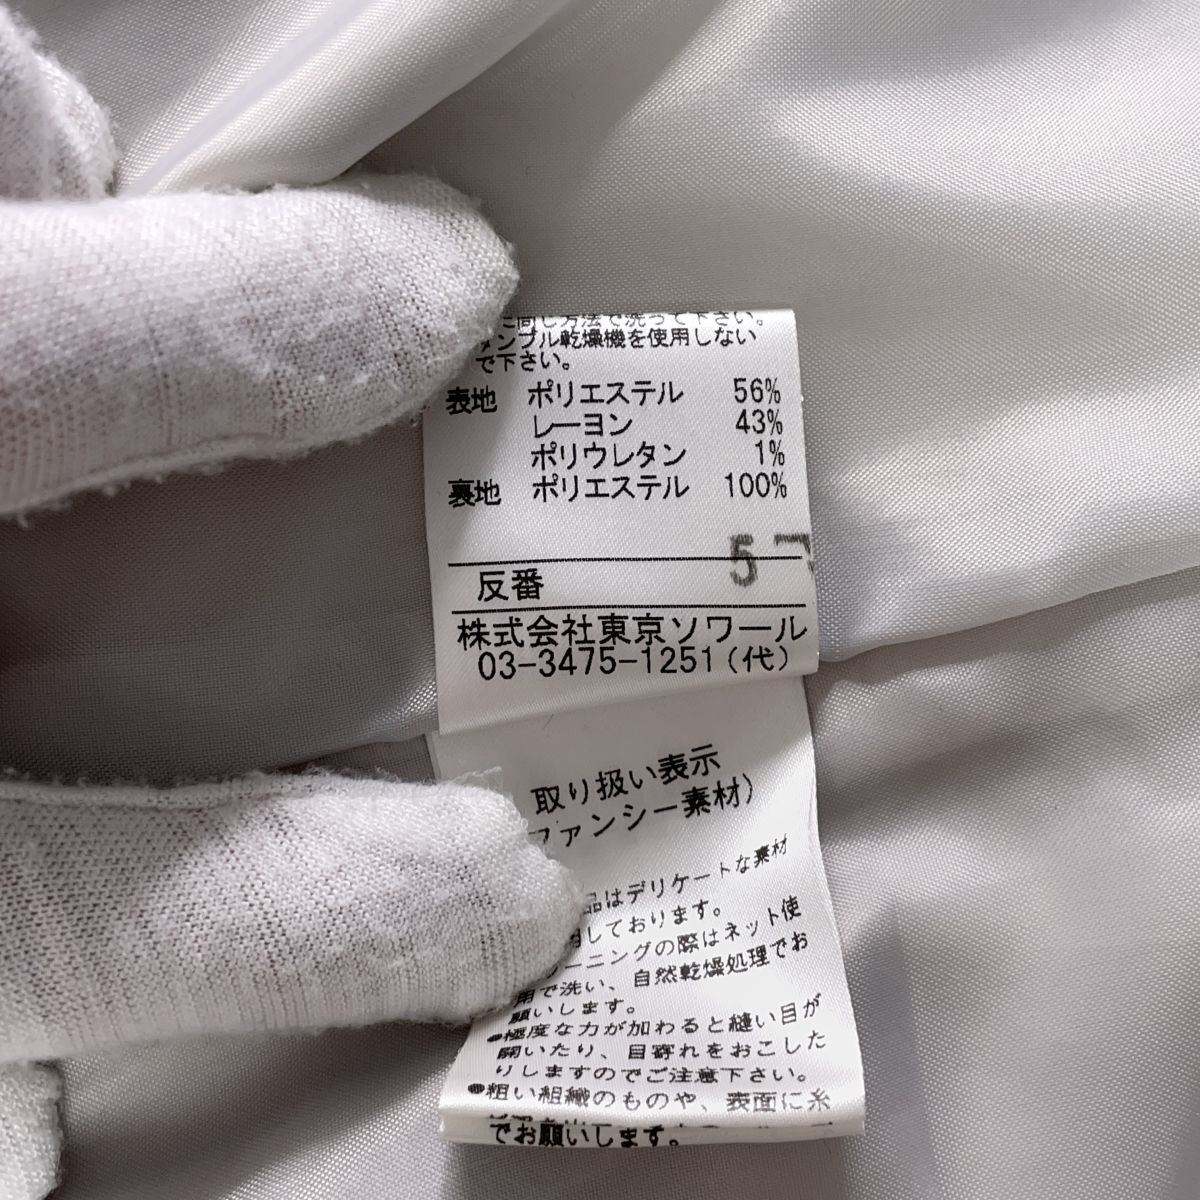 に同じ方法で洗って下さい。
タンブル乾燥機を使用しない
で下さい。
表地 ポリエステル 56%
レーヨン 43%
ポリウレタン 1%
裏地 ポリエステル 100%
5
反番
株式会社東京ソワール
03-3475-1251(代)
取り扱い表示
ファンシー素材)
品はデリケートな素材
しております。
ーニングの際はネット使
用で洗い、自然乾燥処理でお
願いします。
●極度な力が加わると縫い目が
開いたり、目寄れをおこした
りしますのでご注意下さい。
●粗い組織のものや、表面に糸
でお願いします。